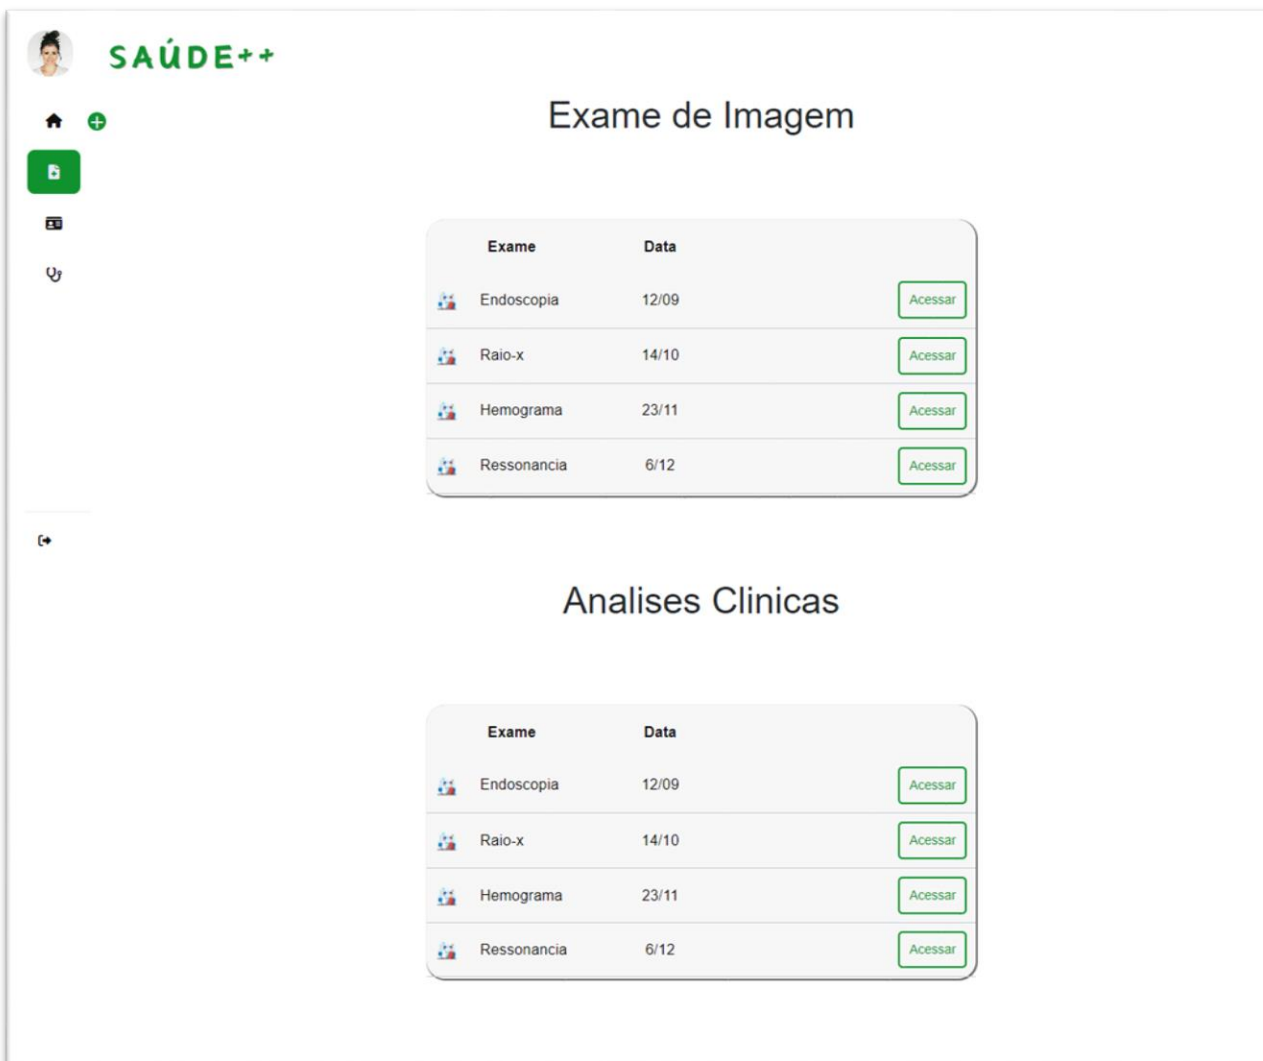 SAÚDE++
Exame de Imagem
Exame Data
Endoscopia 12/09 Acessar
Raio-x 14/10 Acessar
Hemograma 23/11 Acessar
Ressonancia 6/12 Acessar
Analises Clinicas
Exame Data
Endoscopia 12/09 Acessar
Raio-x 14/10 Acessar
Hemograma 23/11 Acessar
Ressonancia 6/12 Acessar